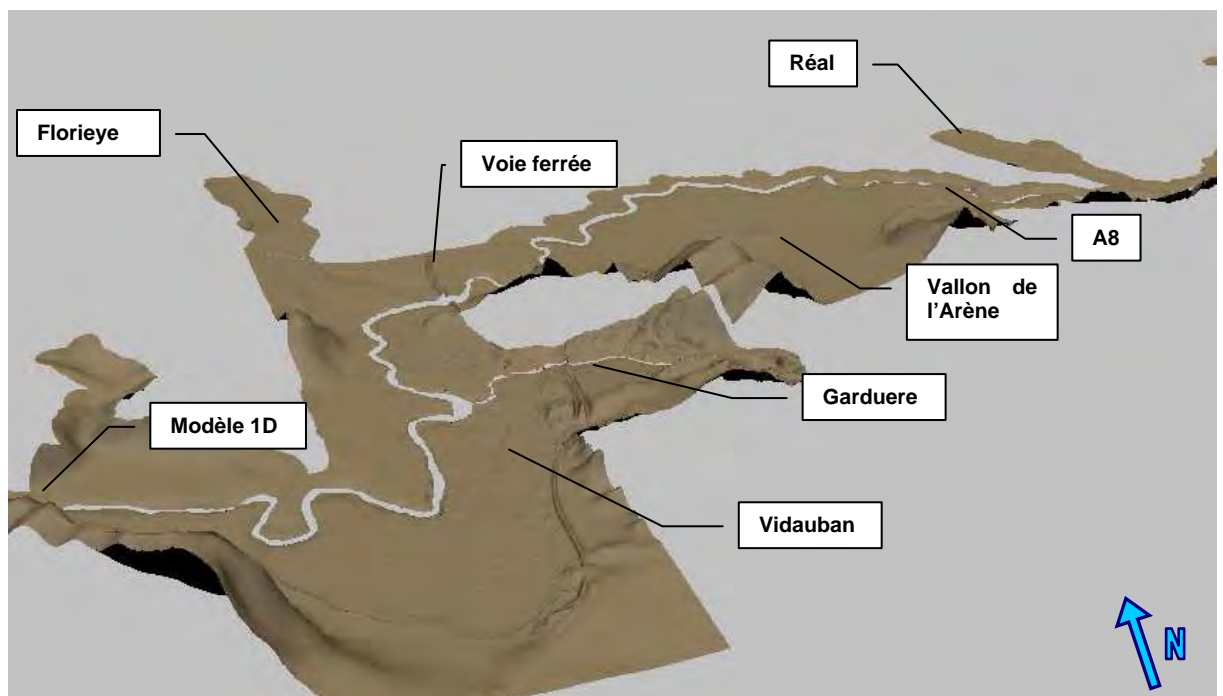 Réal
Florieye
Voie ferrée
A8
Vallon de
l'Arène
Garduere
Modèle 1D
Vidauban
N